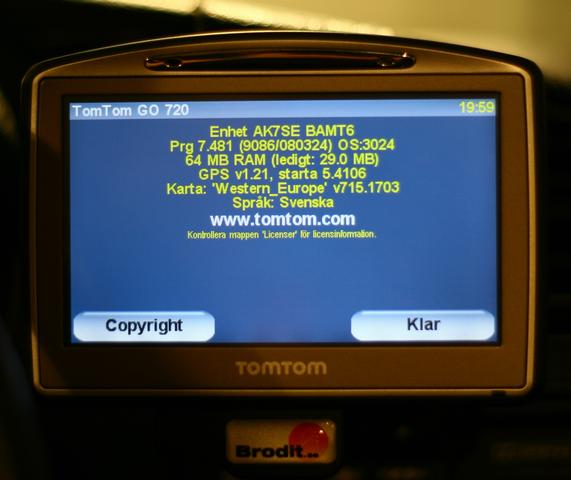 TomTom GO 720 19:59
Enhet AK7SE BAMT6
Prg 7.481 (9086/080324) OS:3024
64 MB RAM (ledigt: 29.0 MB)
GPS v1.21, starta 5.4106
Karta: 'Western_Europe' v715.1703
Språk: Svenska
www.tomtom.com
Kontrollera mappen 'Licenser' för licensinformation.
Copyright Klar
TOMTOM
Brodit